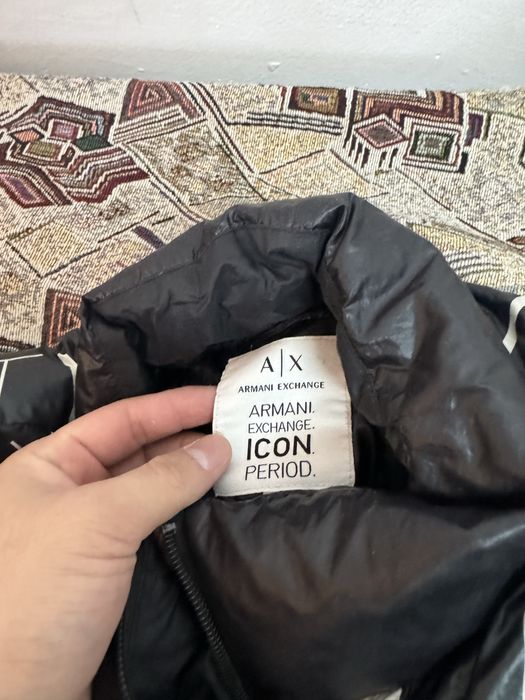 A|X
ARMANI EXCHANGE
ARMANI.
EXCHANGE.
ICON.
PERIOD.